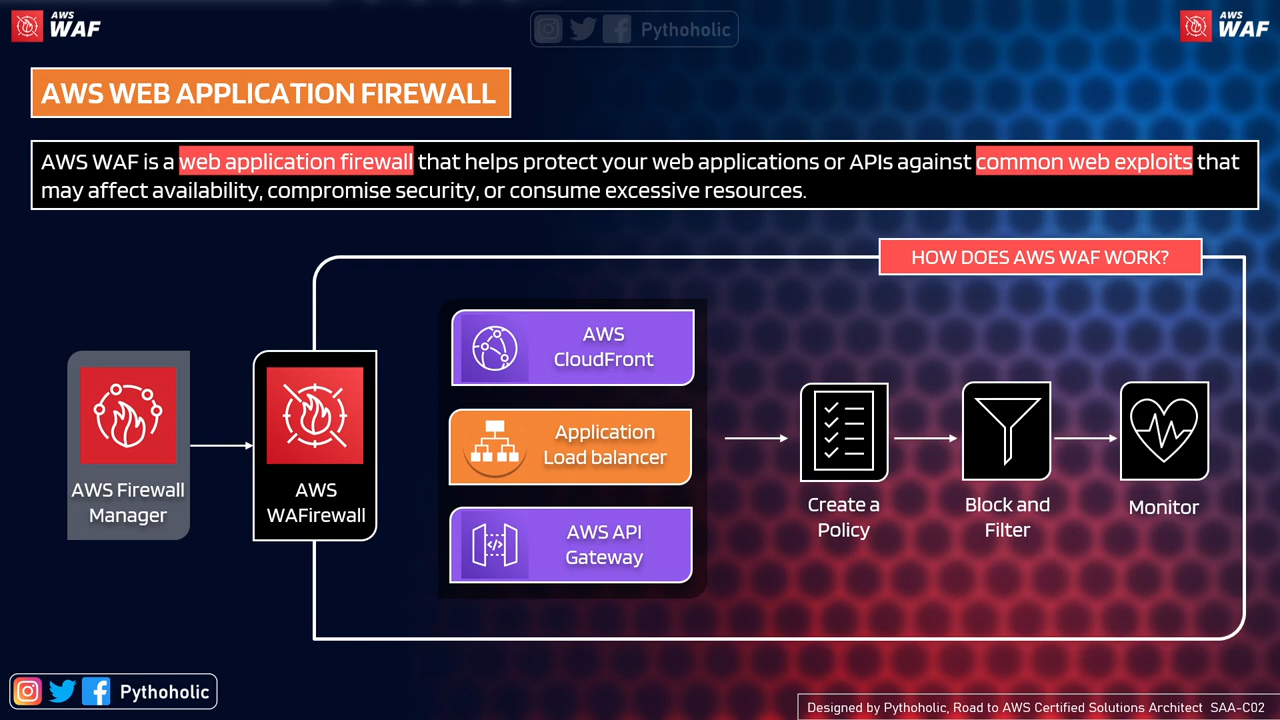 AWS
WAF
Pythoholic
AWS
WAF
AWS WEB APPLICATION FIREWALL
AWS WAF is a web application firewall that helps protect your web applications or APIs against common web exploits that
may affect availability, compromise security, or consume excessive resources.
HOW DOES AWS WAF WORK?
AWS Firewall
Manager
AWS
WAFirewall
AWS
CloudFront
Application
Load balancer
AWS API
Gateway
Create a
Policy
Block and
Filter
Monitor
Pythoholic
Designed by Pythoholic, Road to AWS Certified Solutions Architect SAA-C02